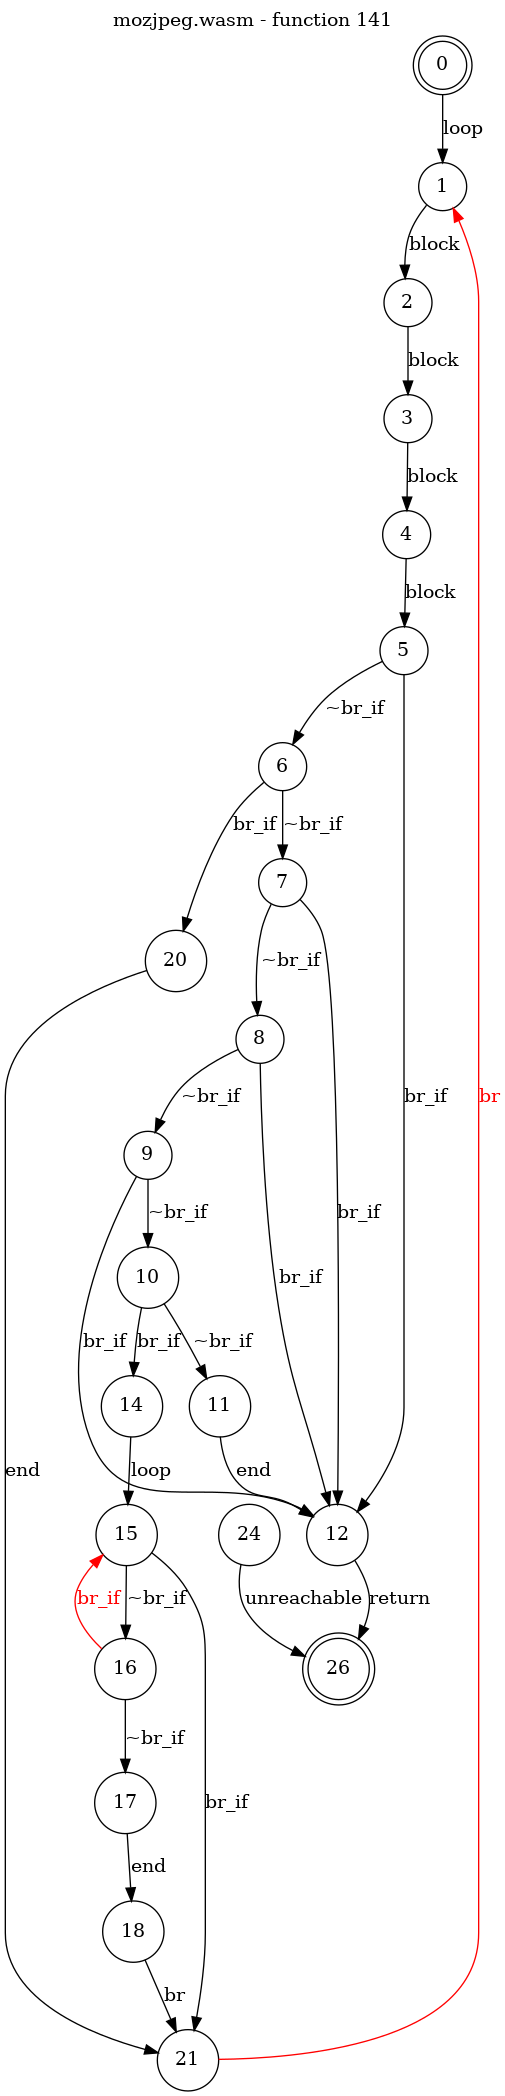 mozjpeg.wasm - function 141
0
loop
1
block
2
block
3
block
4
block
5
~br_if
6
br_if ~br_if
7
20
~br_if
8
~br_if br_if br
9
~br_if br_if
10
br_if
br_if br_if ~br_if
14 11
end loop end
15 24 12
br_if ~br_if unreachable return
16 26
~br_if
17 br_if
end
18
br
21